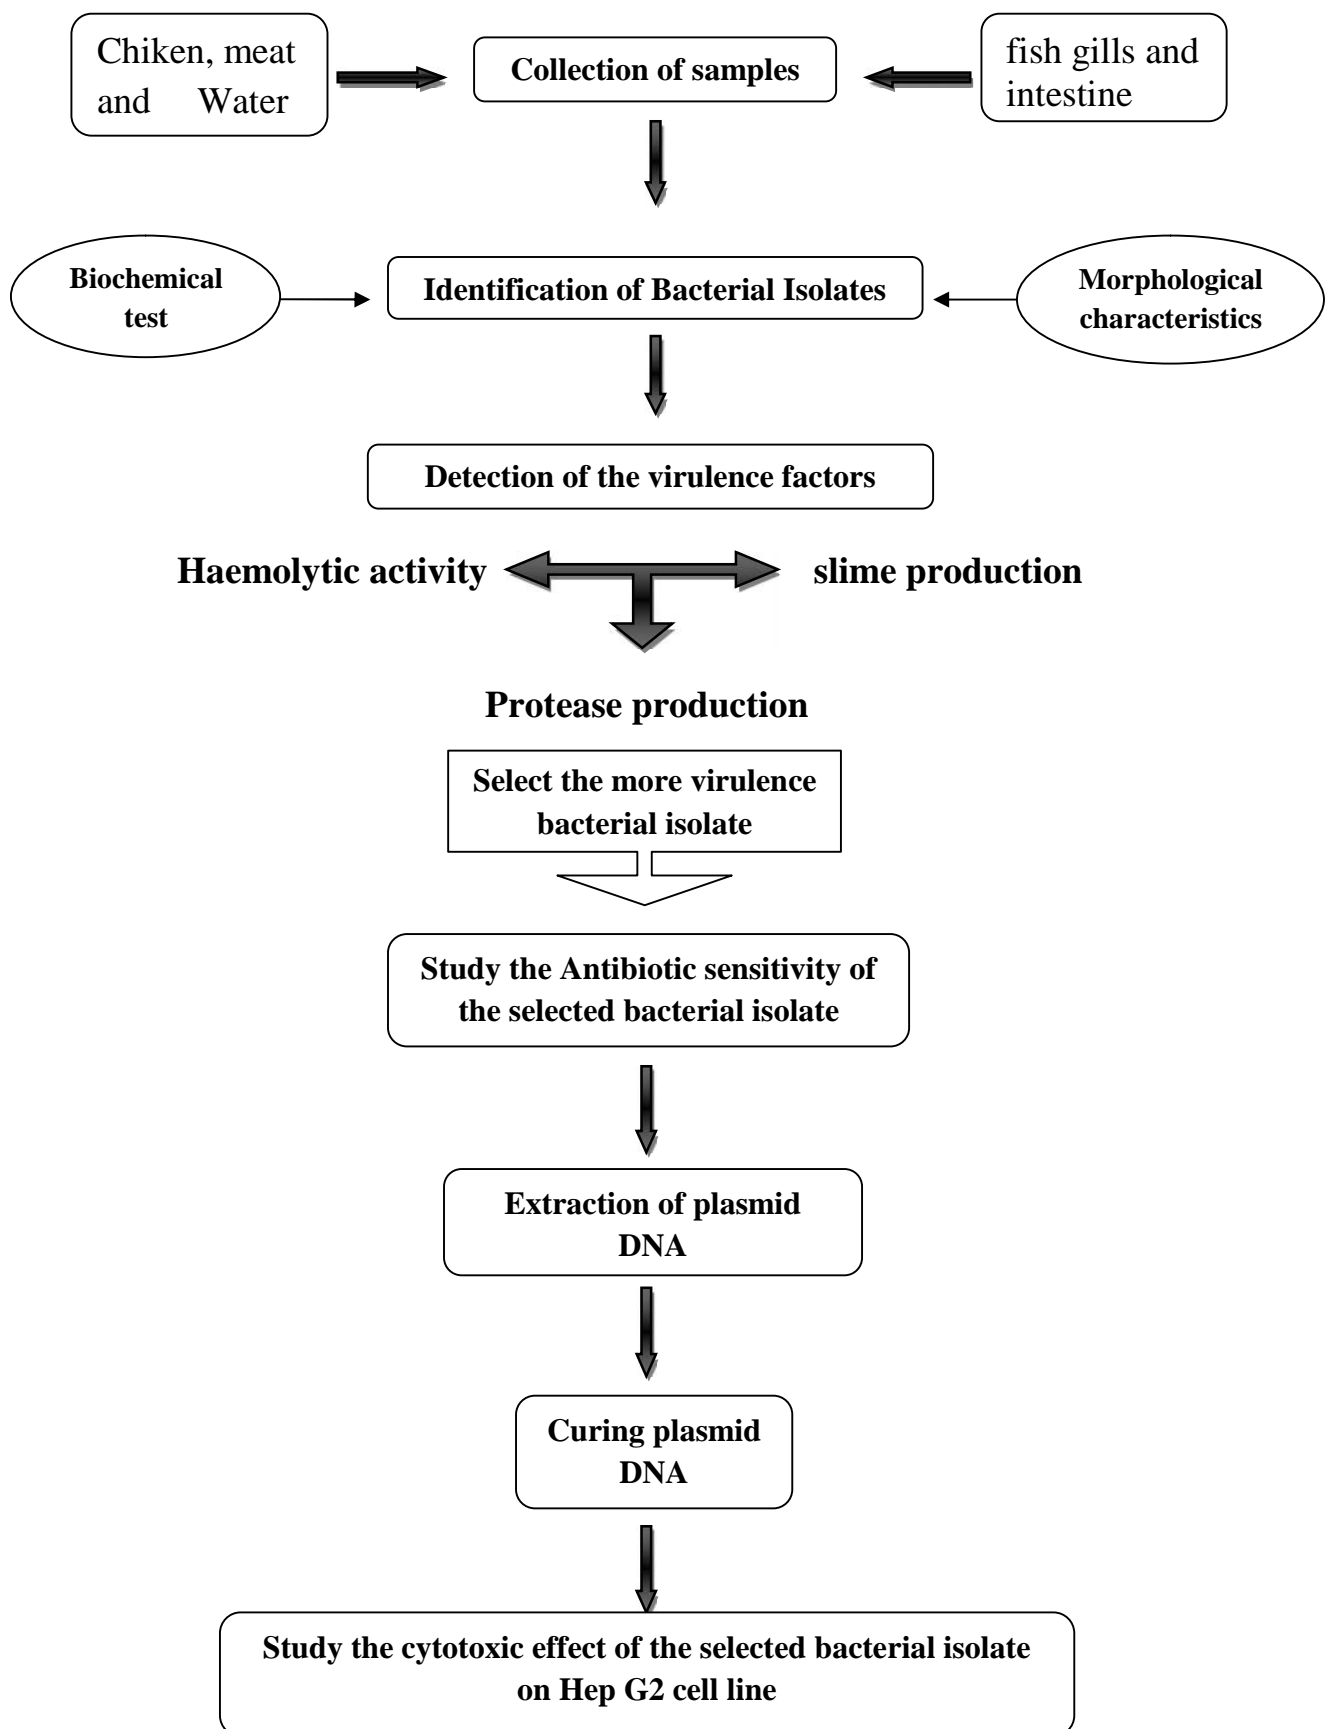 Chiken, meat
and Water
Collection of samples
fish gills and
intestine
Biochemical
test
Identification of Bacterial Isolates
Morphological
characteristics
Detection of the virulence factors
Haemolytic activity
slime production
Protease production
Select the more virulence
bacterial isolate
Study the Antibiotic sensitivity of
the selected bacterial isolate
Extraction of plasmid
DNA
Curing plasmid
DNA
Study the cytotoxic effect of the selected bacterial isolate
on Hep G2 cell line